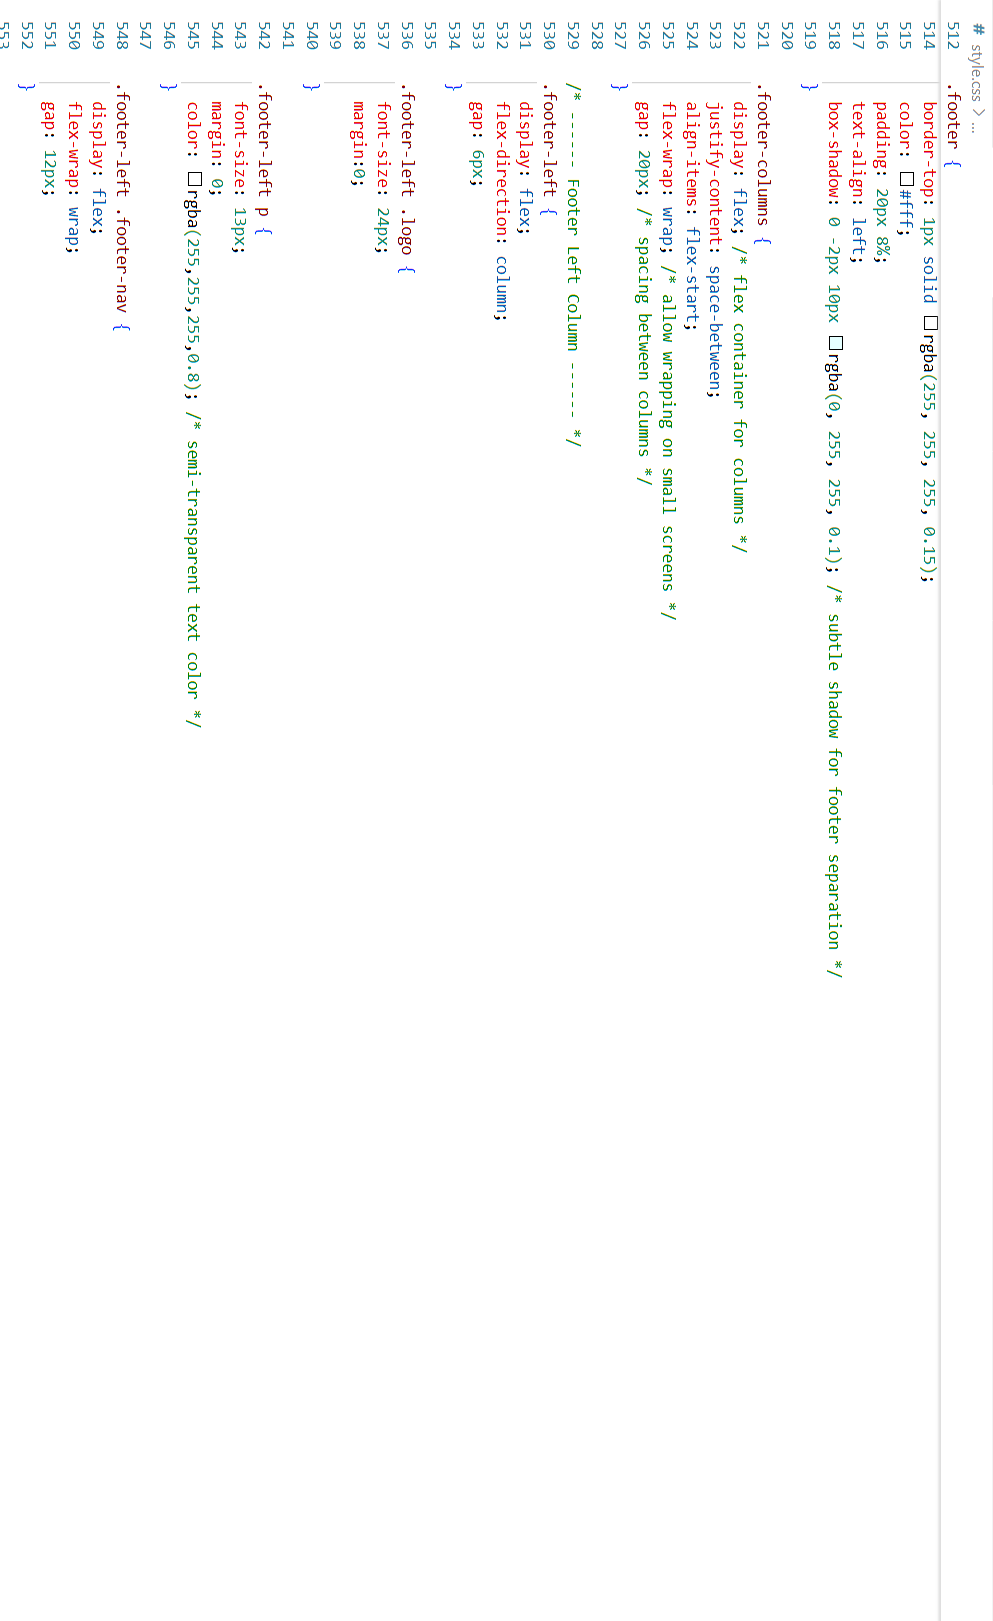 # style.css > ...
512 .footer {
514 border-top: 1px solid rgba(255, 255, 255, 0.15);
515 color: #fff;
516 padding: 20px 8%;
517 text-align: left;
518 box-shadow: 0 -2px 10px rgba(0, 255, 255, 0.1); /* subtle shadow for footer separation */
519 }
520
521 .footer-columns {
522 display: flex; /* flex container for columns */
523 justify-content: space-between;
524 align-items: flex-start;
525 flex-wrap: wrap; /* allow wrapping on small screens */
526 gap: 20px; /* spacing between columns */
527 }
528
529 /* ------ Footer Left Column ------ */
530 .footer-left {
531 display: flex;
532 flex-direction: column;
533 gap: 6px;
534 }
535
536 .footer-left .logo {
537 font-size: 24px;
538 margin:0;
539
540 }
541
542 .footer-left p {
543 font-size: 13px;
544 margin: 0;
545 color: rgba(255,255,255,0.8); /* semi-transparent text color */
546 }
547
548 .footer-left .footer-nav {
549 display: flex;
550 flex-wrap: wrap;
551 gap: 12px;
552 }
553